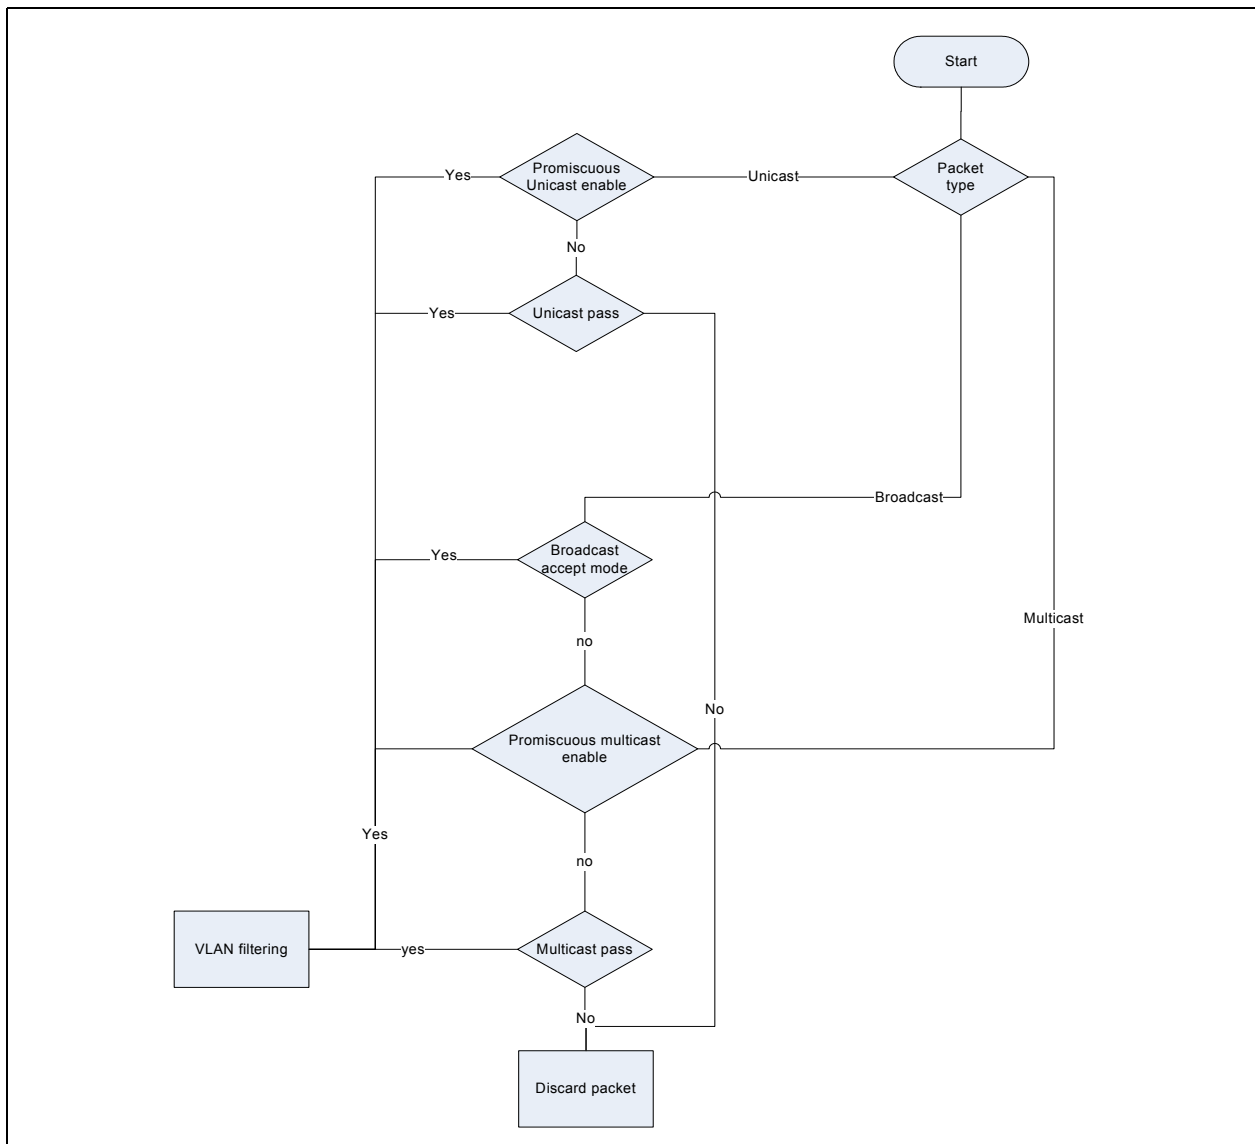 Start
Packet
type
Unicast
Promiscuous
Unicast enable
Yes
No
Unicast pass
Yes
Broadcast
Broadcast
accept mode
Yes
no
Multicast
No
Promiscuous multicast
enable
Yes
no
Multicast pass
yes
VLAN filtering
No
Discard packet